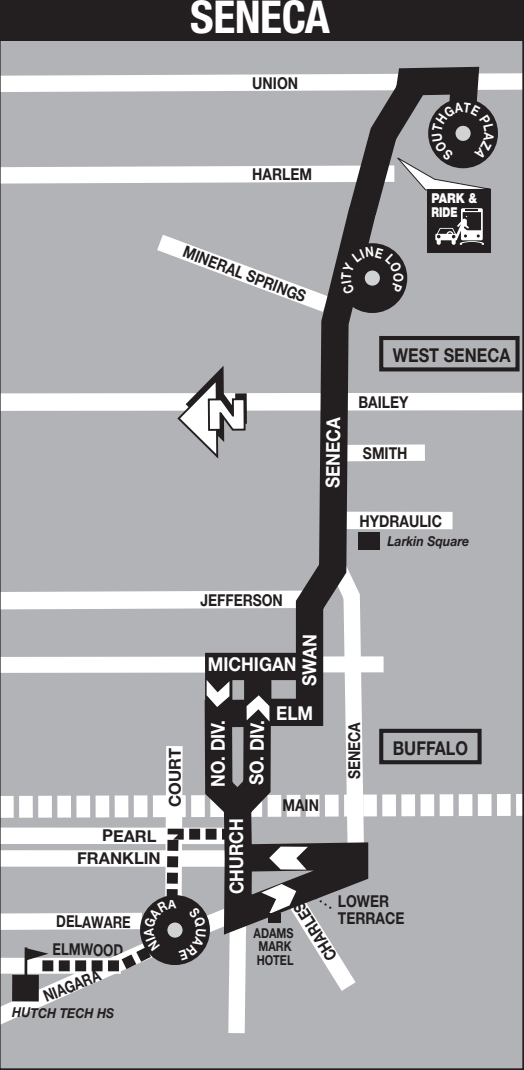 SENECA
UNION
SOUTHGATE PLAZA
HARLEM
PARK &
RIDE
MINERAL SPRINGS
CITY LINE LOOP
WEST SENECA
N
BAILEY
SENECA
SMITH
HYDRAULIC
Larkin Square
JEFFERSON
SWAN
MICHIGAN
ELM
NO. DIV.
SO. DIV.
SENECA
BUFFALO
COURT
MAIN
PEARL
CHURCH
FRANKLIN
LOWER
TERRACE
DELAWARE
NIAGARA SQUARE
CHARLES
ADAMS
MARK
HOTEL
ELMWOOD
NIAGARA
HUTCH TECH HS